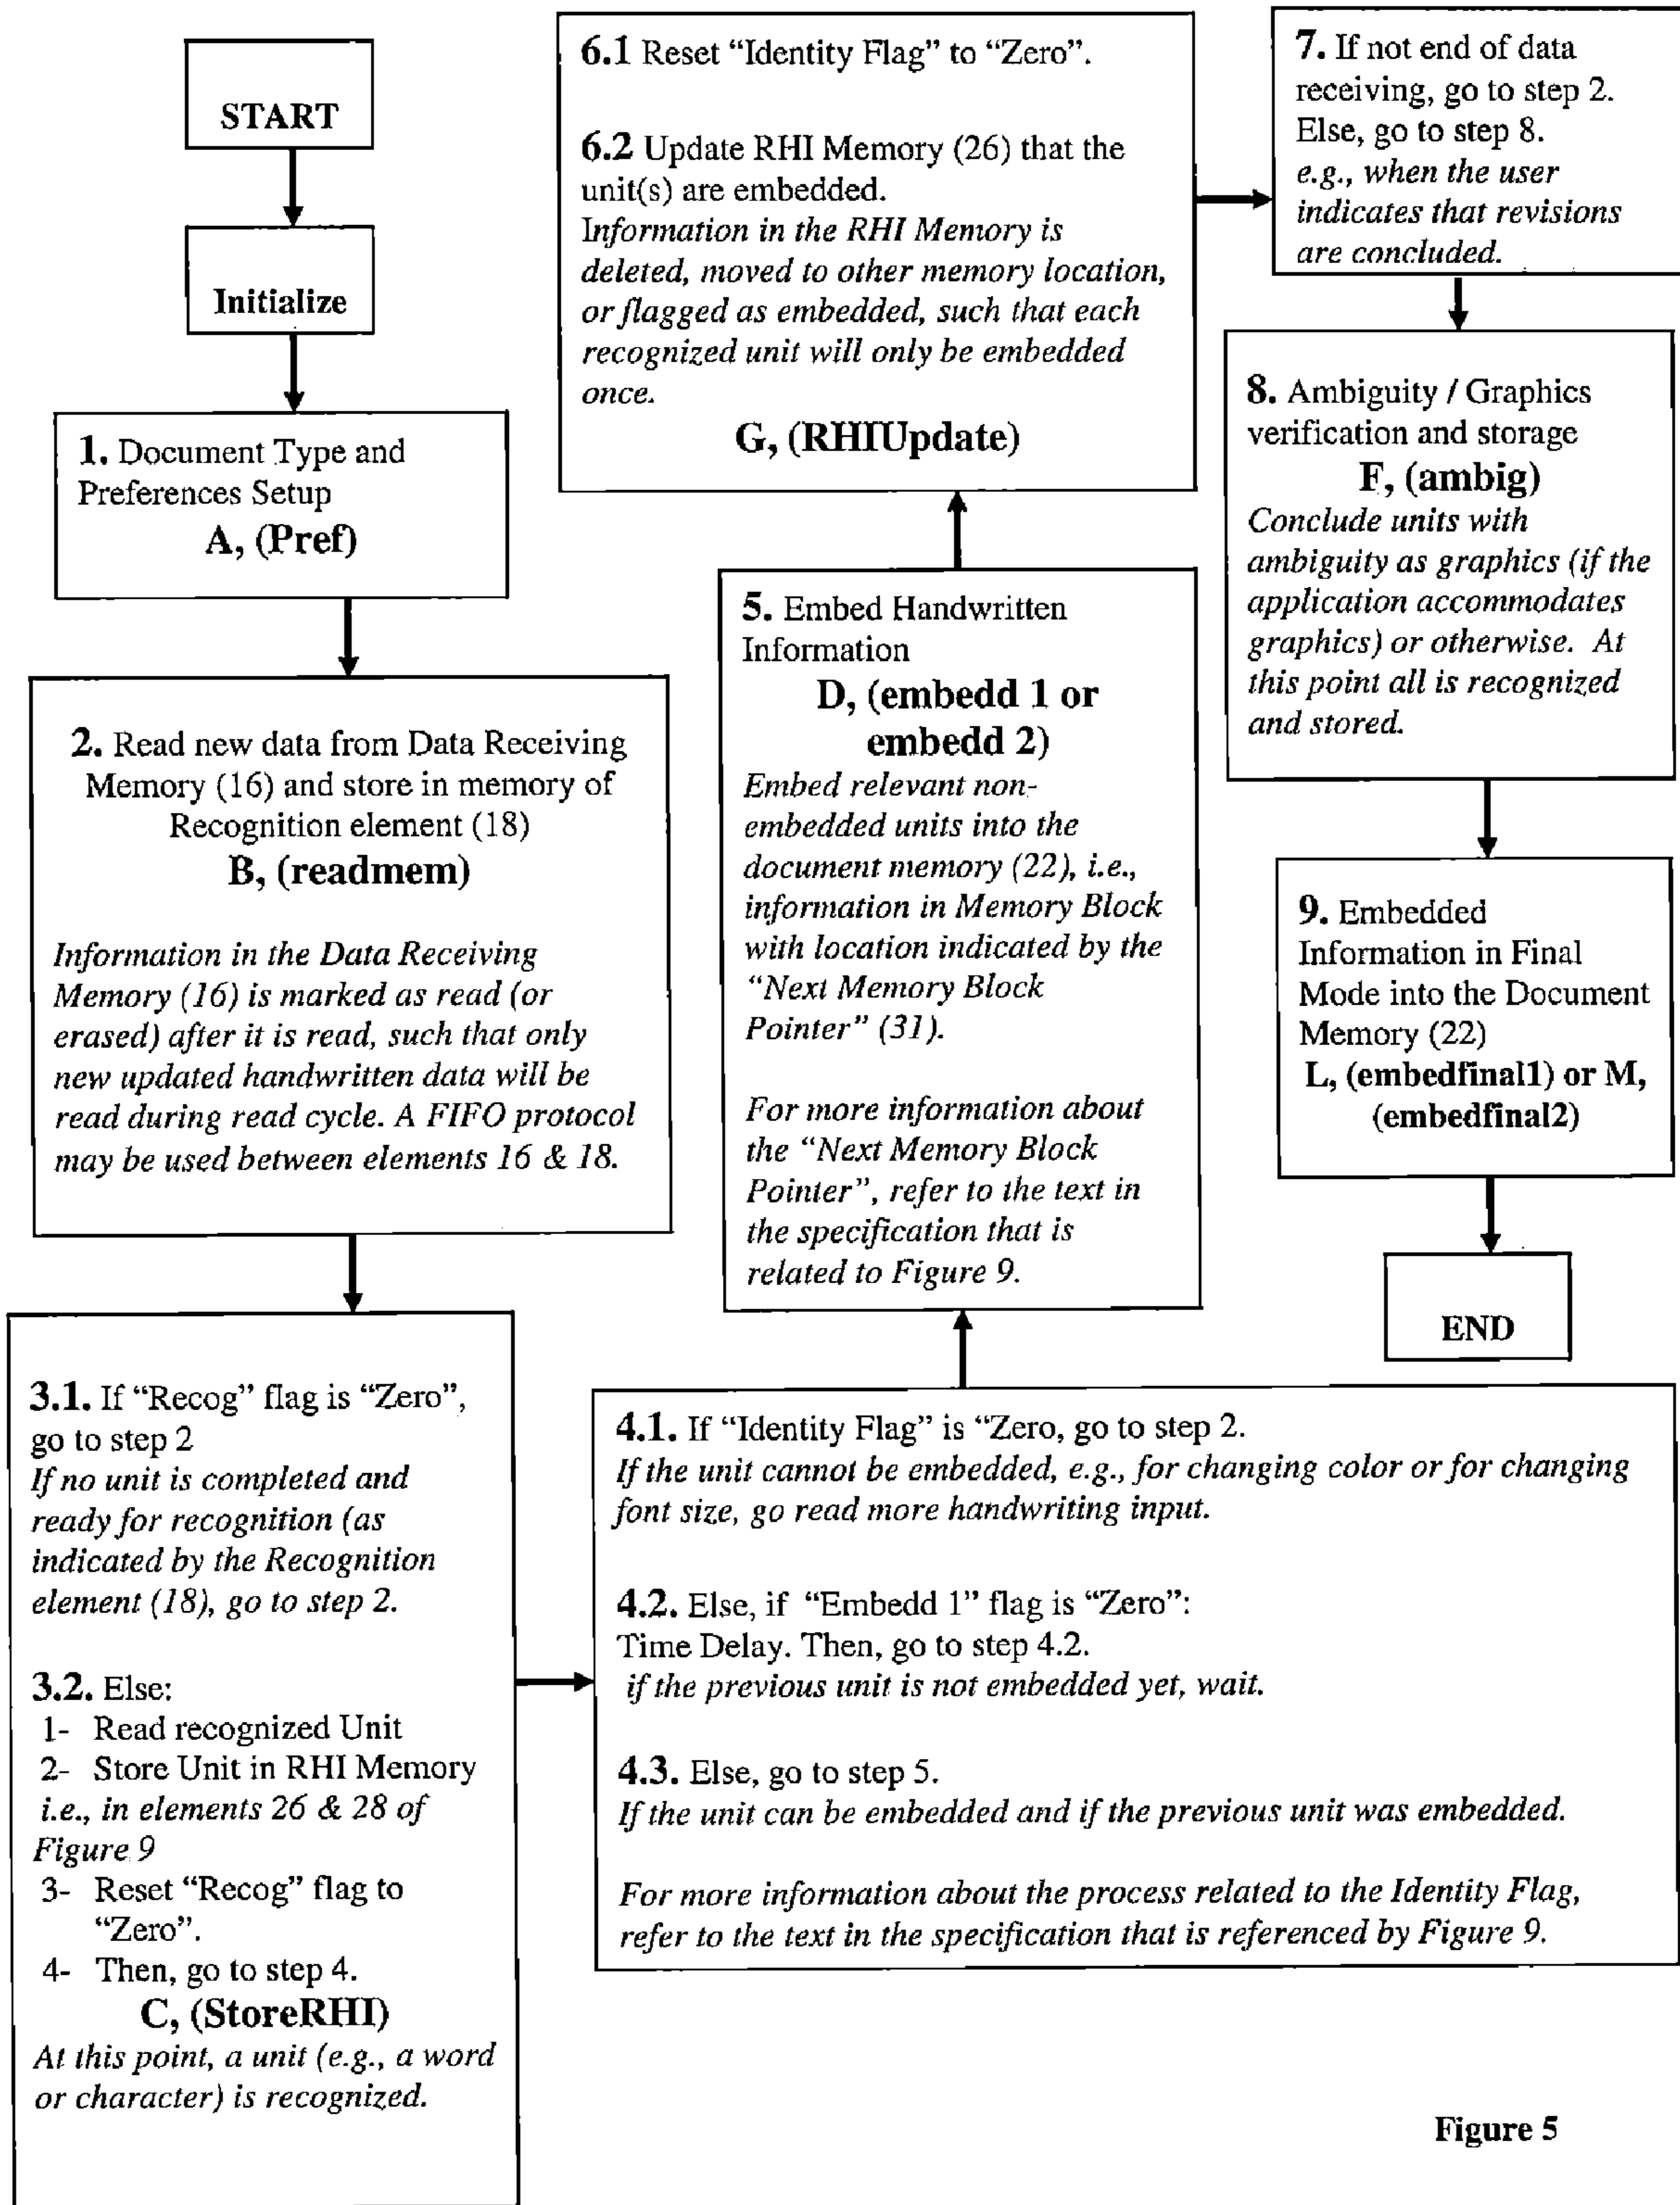 START
Initialize
1. Document Type and
Preferences Setup
A, (Pref)
2. Read new data from Data Receiving
Memory (16) and store in memory of
Recognition element (18)
B, (readmem)
Information in the Data Receiving
Memory (16) is marked as read (or
erased) after it is read, such that only
new updated handwritten data will be
read during read cycle. A FIFO protocol
may be used between elements 16 & 18.
3.1. If “Recog” flag is “Zero”,
go to step 2
If no unit is completed and
ready for recognition (as
indicated by the Recognition
element (18), go to step 2.
3.2. Else:
1- Read recognized Unit
2- Store Unit in RHI Memory
i.e., in elements 26 & 28 of
Figure 9
3- Reset “Recog” flag to
“Zero”.
4- Then, go to step 4.
C, (StoreRHI)
At this point, a unit (e.g., a word
or character) is recognized.
4.1. If “Identity Flag” is “Zero, go to step 2.
If the unit cannot be embedded, e.g., for changing color or for changing
font size, go read more handwriting input.
4.2. Else, if “Embedd 1” flag is “Zero”:
Time Delay. Then, go to step 4.2.
if the previous unit is not embedded yet, wait.
4.3. Else, go to step 5.
If the unit can be embedded and if the previous unit was embedded.
For more information about the process related to the Identity Flag,
refer to the text in the specification that is referenced by Figure 9.
5. Embed Handwritten
Information
D, (embedd 1 or
embedd 2)
Embed relevant non-
embedded units into the
document memory (22), i.e.,
information in Memory Block
with location indicated by the
“Next Memory Block
Pointer” (31).
For more information about
the “Next Memory Block
Pointer”, refer to the text in
the specification that is
related to Figure 9.
6.1 Reset “Identity Flag” to “Zero”.
6.2 Update RHI Memory (26) that the
unit(s) are embedded.
Information in the RHI Memory is
deleted, moved to other memory location,
or flagged as embedded, such that each
recognized unit will only be embedded
once.
G, (RHIUpdate)
7. If not end of data
receiving, go to step 2.
Else, go to step 8.
e.g., when the user
indicates that revisions
are concluded.
8. Ambiguity / Graphics
verification and storage
F, (ambig)
Conclude units with
ambiguity as graphics (if the
application accommodates
graphics) or otherwise. At
this point all is recognized
and stored.
9. Embedded
Information in Final
Mode into the Document
Memory (22)
L, (embedfinal1) or M,
(embedfinal2)
END
Figure 5